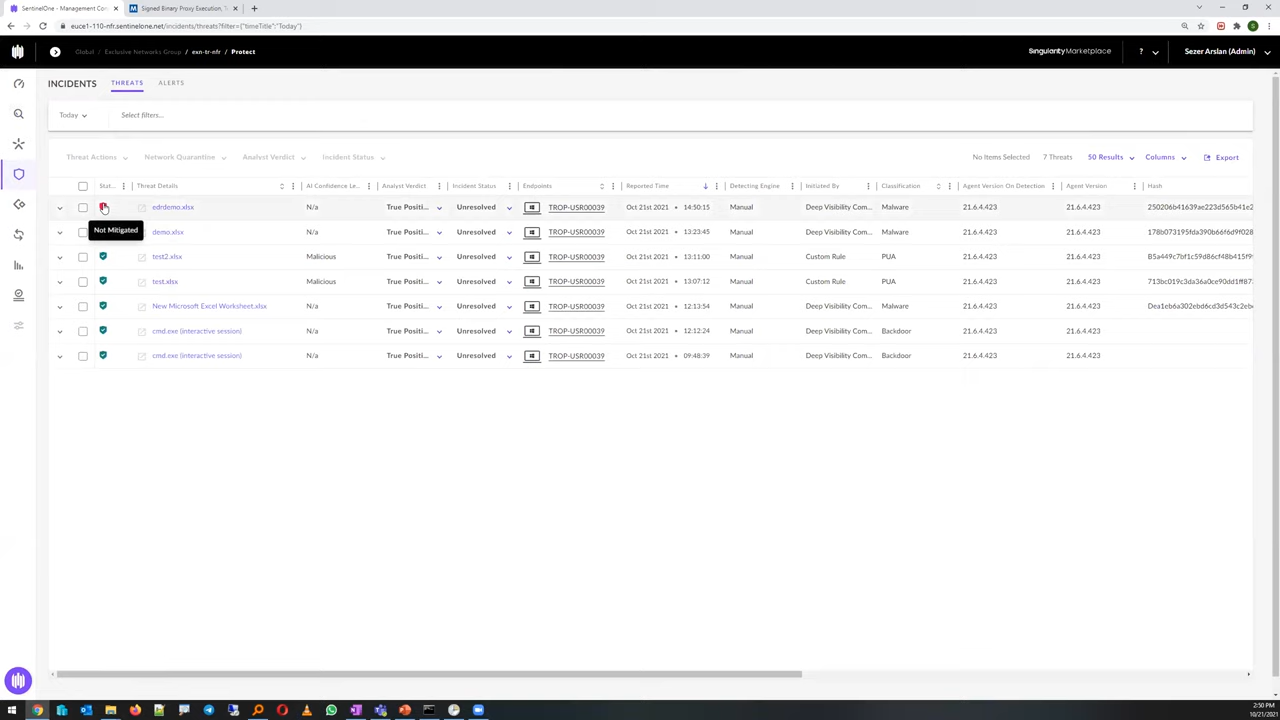 SentinelOne - Management Con
Signed Binary Proxy Execution, T
euce1-110-nfr.sentinelone.net/incidents/threats?filter={"timeTitle":"Today"}
Global / Exclusive Networks Group / exn-tr-nfr / Protect
Singularity Marketplace
?
Sezer Arslan (Admin)
INCIDENTS THREATS ALERTS
Today Select filters...
Threat Actions Network Quarantine Analyst Verdict Incident Status No Items Selected 7 Threats 50 Results Columns Export
Stat... Threat Details AI Confidence Le... Analyst Verdict Incident Status Endpoints Reported Time Detecting Engine Initiated By Classification Agent Version On Detection Agent Version Hash
edrdemo.xlsx N/a True Positi... Unresolved TROP-USR00039 Oct 21st 2021 • 14:50:15 Manual Deep Visibility Com... Malware 21.6.4.423 21.6.4.423 250206b41639ae223d565b41e2
Not Mitigated
demo.xlsx N/a True Positi... Unresolved TROP-USR00039 Oct 21st 2021 • 13:23:45 Manual Deep Visibility Com... Malware 21.6.4.423 21.6.4.423
test2.xlsx Malicious True Positi... Unresolved TROP-USR00039 Oct 21st 2021 • 13:11:00 Manual Custom Rule PUA 21.6.4.423 21.6.4.423
test.xlsx Malicious True Positi... Unresolved TROP-USR00039 Oct 21st 2021 • 13:07:12 Manual Custom Rule PUA 21.6.4.423 21.6.4.423
New Microsoft Excel Worksheet.xlsx N/a True Positi... Unresolved TROP-USR00039 Oct 21st 2021 • 12:13:54 Manual Deep Visibility Com... Malware 21.6.4.423 21.6.4.423
cmd.exe (interactive session) N/a True Positi... Unresolved TROP-USR00039 Oct 21st 2021 • 12:12:24 Manual Deep Visibility Com... Backdoor 21.6.4.423 21.6.4.423
cmd.exe (interactive session) N/a True Positi... Unresolved TROP-USR00039 Oct 21st 2021 • 09:48:39 Manual Deep Visibility Com... Backdoor 21.6.4.423 21.6.4.423
2:50 PM
10/21/2021